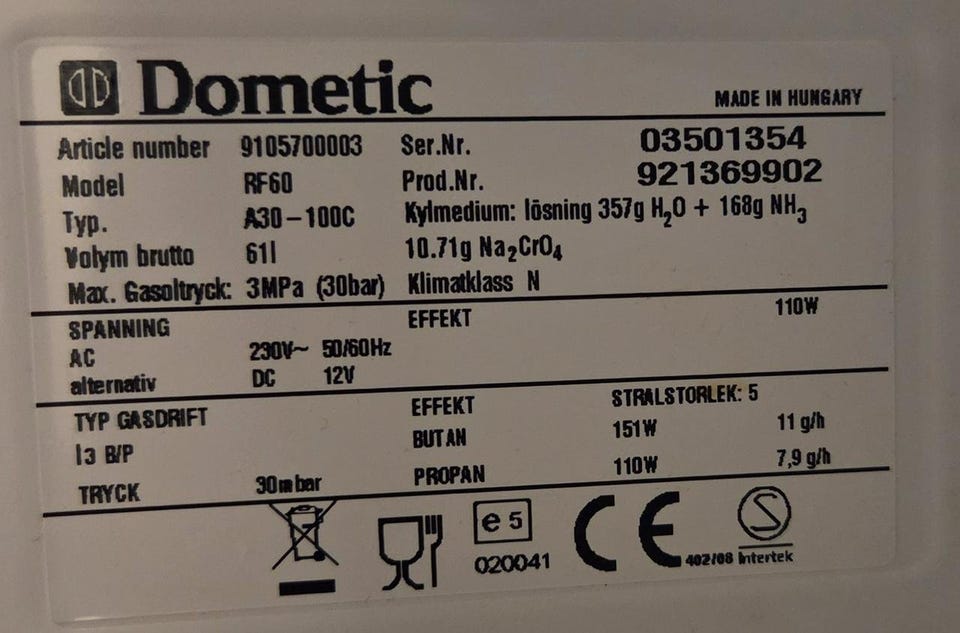 Dometic
MADE IN HUNGARY
Article number 9105700003 Ser.Nr. 03501354
Model RF60 Prod.Nr. 921369902
Typ. A30-100C Kylmedium: lösning 357g H₂O + 168g NH₃
Volym brutto 61l 10.71g Na₂CrO₄
Max. Gasoltryck: 3MPa (30bar) Klimatklass N
SPANNING EFFEKT 110W
AC 230V~ 50/60Hz
alternativ DC 12V
TYP GASDRIFT EFFEKT STRALSTORLEK: 5
I3 B/P BUTAN 151W 11 g/h
TRYCK 30mbar PROPAN 110W 7,9 g/h
e5
020041
CE
S
402/08 Intertek